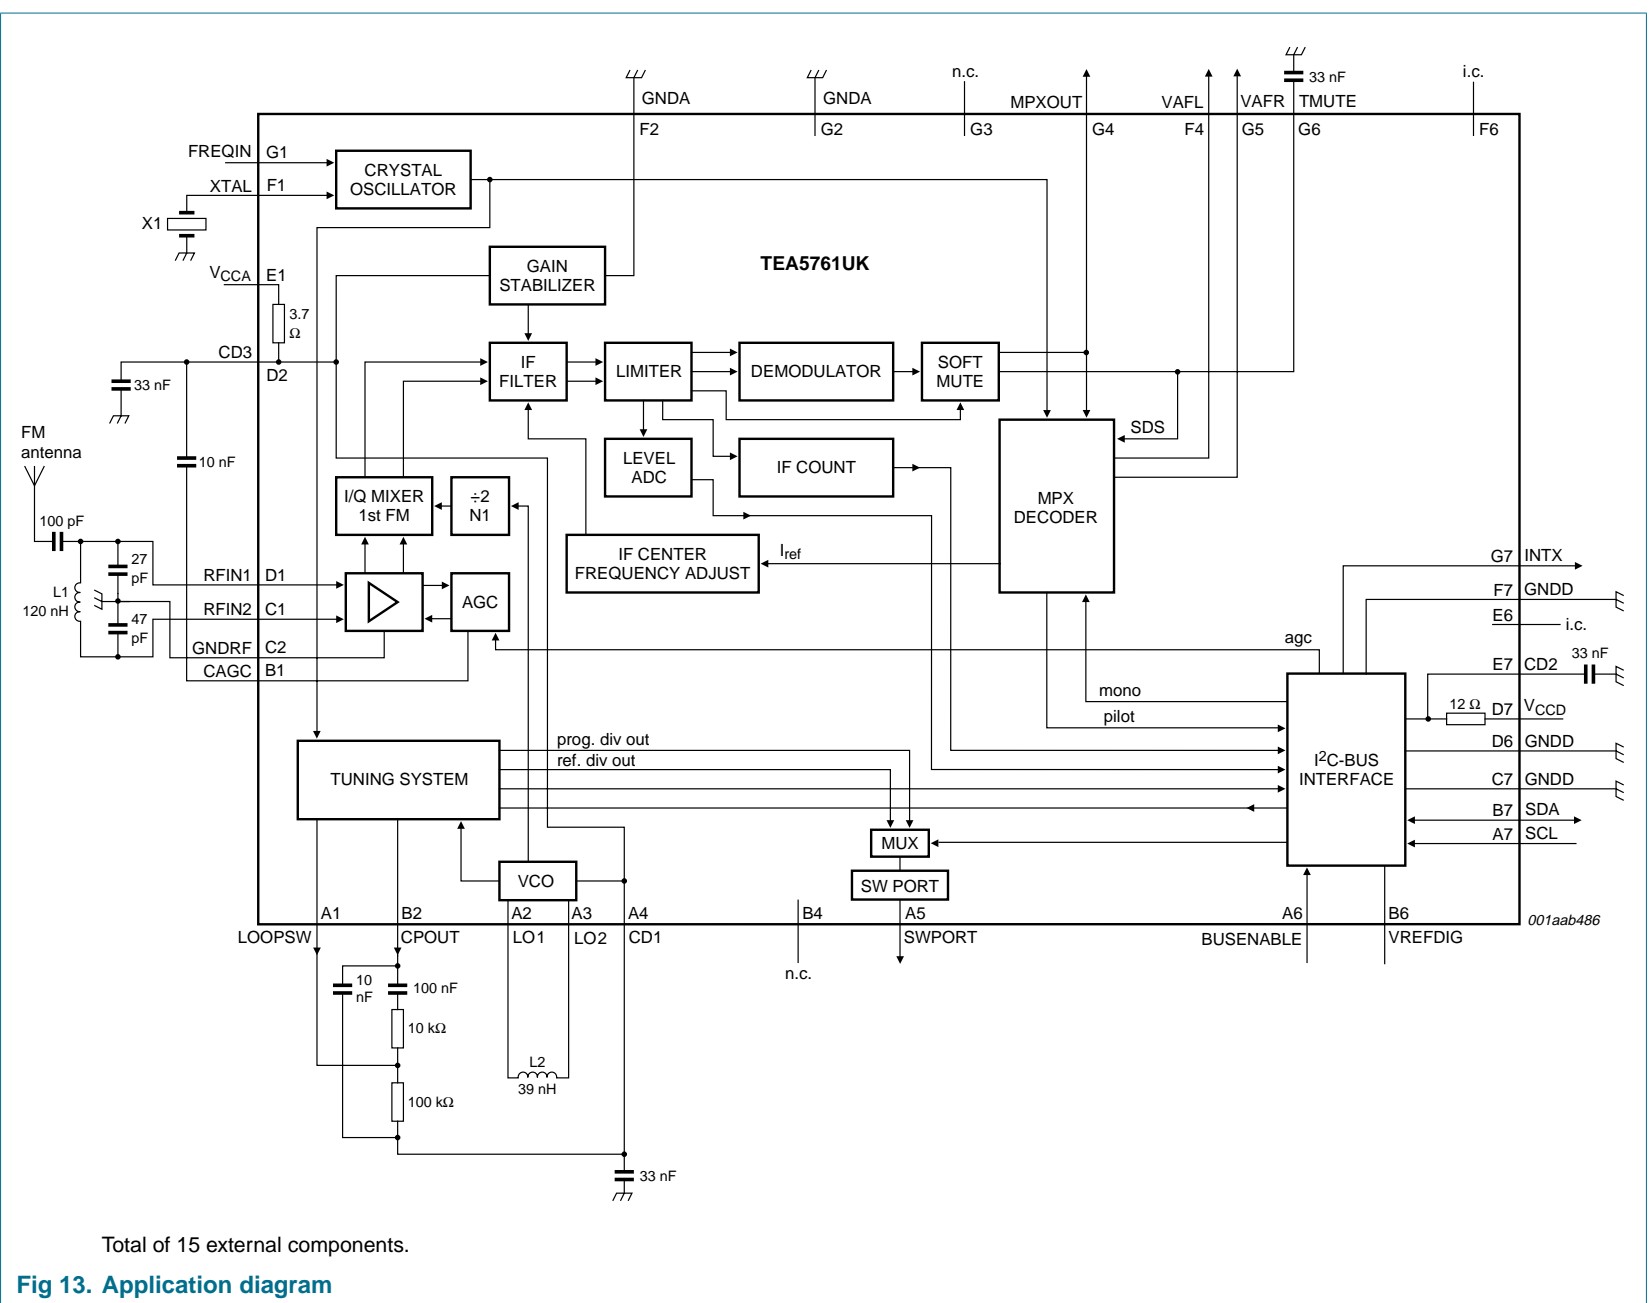 n.c.
33 nF
i.c.
GNDA
GNDA
MPXOUT
VAFL
VAFR
TMUTE
F2
G2
G3
G4
F4
G5
G6
F6
FREQIN
G1
CRYSTAL
OSCILLATOR
XTAL
F1
X1
TEA5761UK
VCCA
E1
GAIN
STABILIZER
3.7
Ω
CD3
D2
33 nF
IF
FILTER
LIMITER
DEMODULATOR
SOFT
MUTE
FM
antenna
10 nF
SDS
LEVEL
ADC
IF COUNT
I/Q MIXER
1st FM
÷2
N1
MPX
DECODER
100 pF
27
pF
IF CENTER
FREQUENCY ADJUST
Iref
G7
INTX
RFIN1
D1
L1
120 nH
AGC
F7
GNDD
RFIN2
C1
47
pF
E6
i.c.
GNDRF
C2
agc
33 nF
CAGC
B1
E7
CD2
mono
12 Ω
D7
VCCD
pilot
prog. div out
ref. div out
D6
GNDD
TUNING SYSTEM
I2C-BUS
INTERFACE
C7
GNDD
B7
SDA
MUX
A7
SCL
VCO
SW PORT
A1
B2
A2
A3
A4
B4
A5
A6
B6
001aab486
LOOPSW
CPOUT
LO1
LO2
CD1
SWPORT
BUSENABLE
VREFDIG
n.c.
10
nF
100 nF
10 kΩ
L2
39 nH
100 kΩ
33 nF
Total of 15 external components.
Fig 13. Application diagram